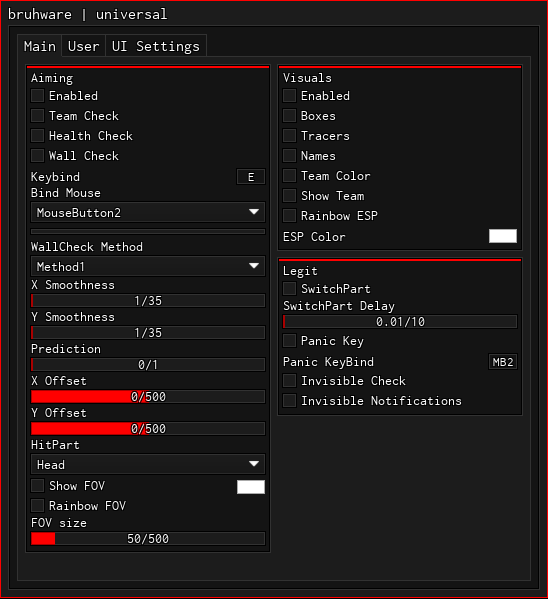 bruhware | universal
Main
User
UI Settings
Aiming
Enabled
Team Check
Health Check
Wall Check
Keybind
E
Bind Mouse
MouseButton2
WallCheck Method
Method1
X Smoothness
1/35
Y Smoothness
1/35
Prediction
0/1
X Offset
0/500
Y Offset
0/500
HitPart
Head
Show FOV
Rainbow FOV
FOV size
50/500
Visuals
Enabled
Boxes
Tracers
Names
Team Color
Show Team
Rainbow ESP
ESP Color
Legit
SwitchPart
SwitchPart Delay
0.01/10
Panic Key
Panic KeyBind
MB2
Invisible Check
Invisible Notifications